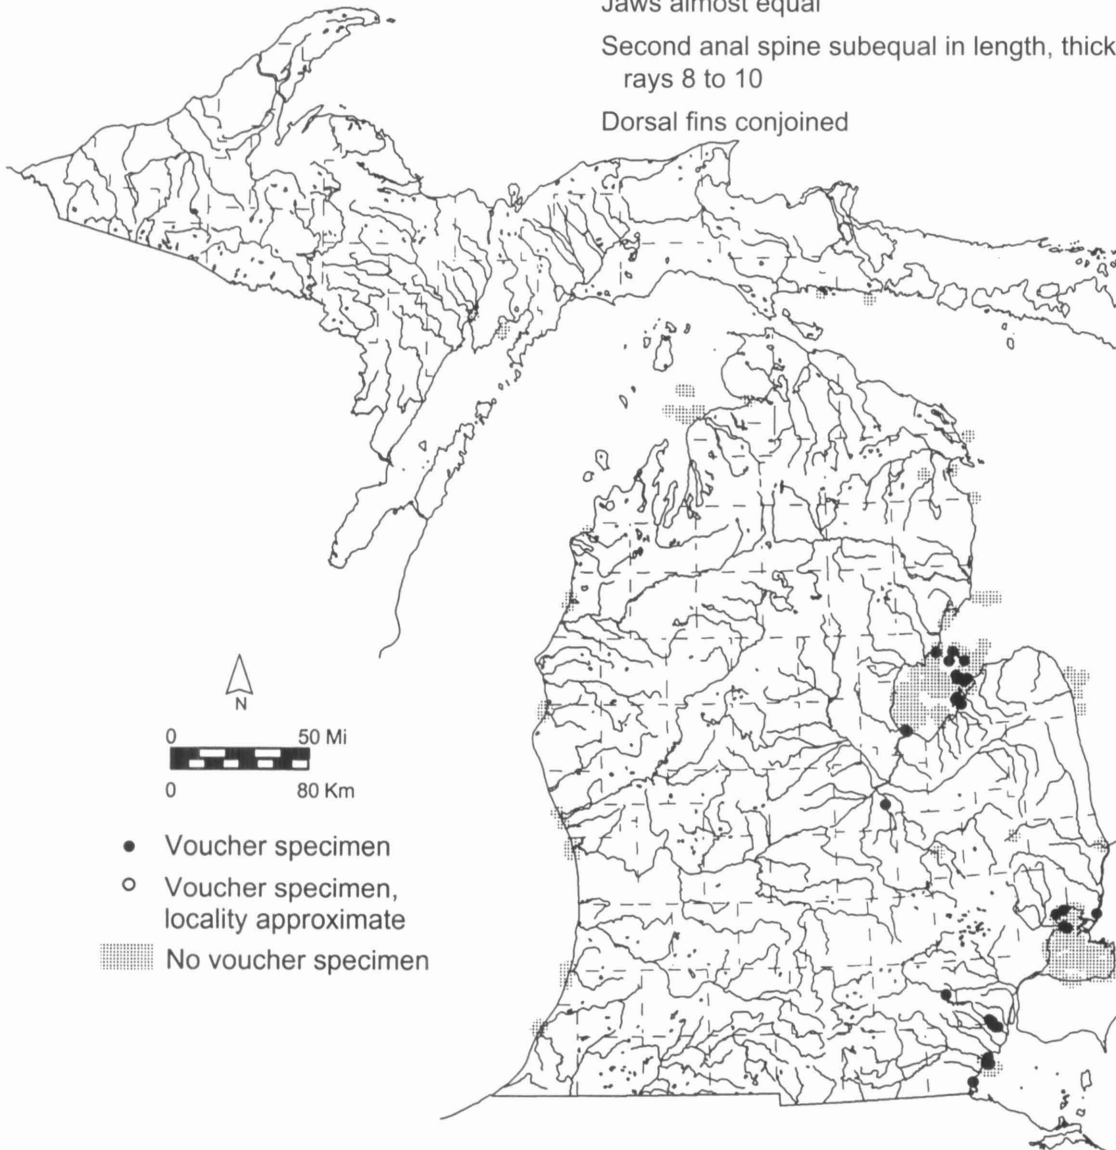 Jaws almost equal
Second anal spine subequal in length, thick
rays 8 to 10
Dorsal fins conjoined
N
0 50 Mi
0 80 Km
Voucher specimen
Voucher specimen,
locality approximate
No voucher specimen